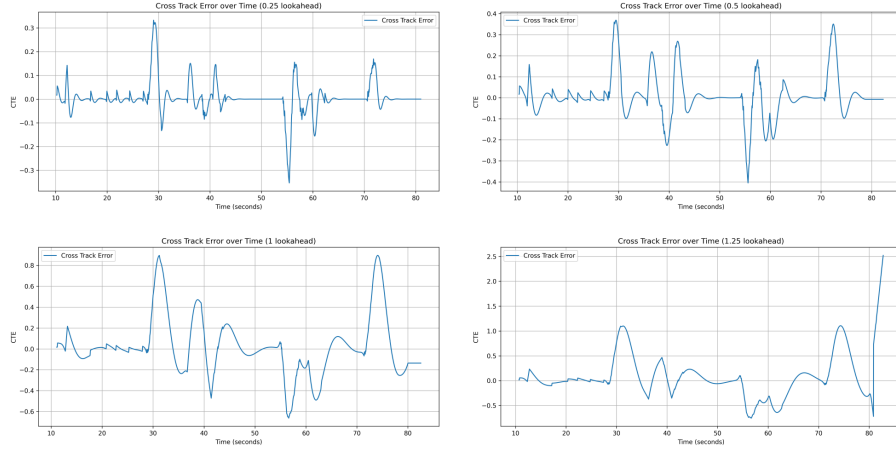 Cross Track Error over Time (0.25 lookahead)
Cross Track Error
CTE
0.3
0.2
0.1
0.0
−0.1
−0.2
−0.3
10 20 30 40 50 60 70 80
Time (seconds)
Cross Track Error over Time (0.5 lookahead)
Cross Track Error
CTE
0.4
0.3
0.2
0.1
0.0
−0.1
−0.2
−0.3
−0.4
10 20 30 40 50 60 70 80
Time (seconds)
Cross Track Error over Time (1 lookahead)
Cross Track Error
CTE
0.8
0.6
0.4
0.2
0.0
−0.2
−0.4
−0.6
10 20 30 40 50 60 70 80
Time (seconds)
Cross Track Error over Time (1.25 lookahead)
Cross Track Error
CTE
2.5
2.0
1.5
1.0
0.5
0.0
−0.5
10 20 30 40 50 60 70 80
Time (seconds)